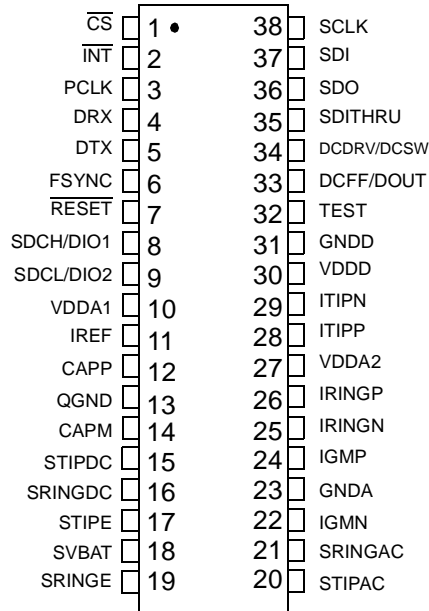 C̅S̅ 1 38 SCLK
I̅N̅T̅ 2 37 SDI
PCLK 3 36 SDO
DRX 4 35 SDITHRU
DTX 5 34 DCDRV/DCSW
FSYNC 6 33 DCFF/DOUT
R̅E̅S̅E̅T̅ 7 32 TEST
SDCH/DIO1 8 31 GNDD
SDCL/DIO2 9 30 VDDD
VDDA1 10 29 ITIPN
IREF 11 28 ITIPP
CAPP 12 27 VDDA2
QGND 13 26 IRINGP
CAPM 14 25 IRINGN
STIPDC 15 24 IGMP
SRINGDC 16 23 GNDA
STIPE 17 22 IGMN
SVBAT 18 21 SRINGAC
SRINGE 19 20 STIPAC